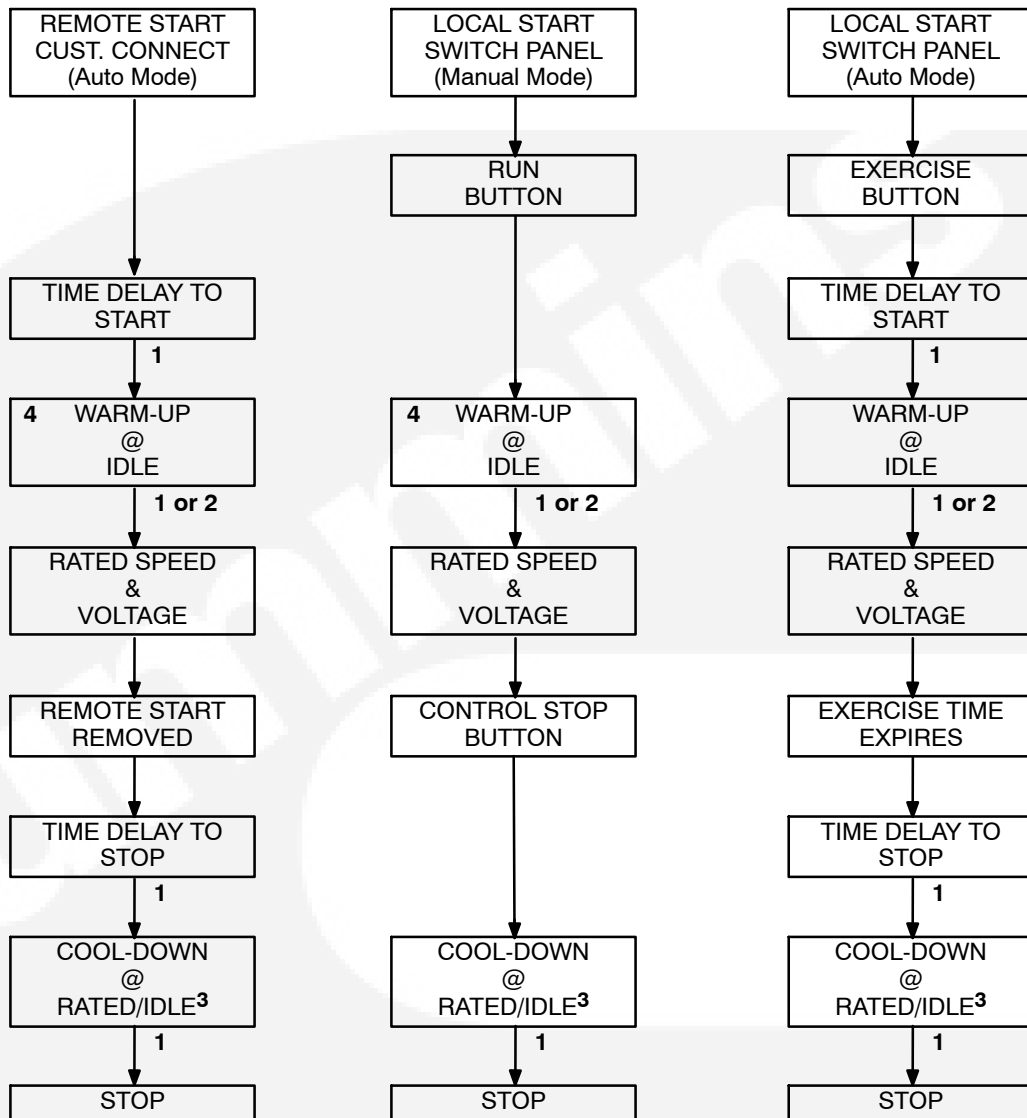 REMOTE START
CUST. CONNECT
(Auto Mode)
TIME DELAY TO
START
1
4 WARM-UP
@
IDLE
1 or 2
RATED SPEED
&
VOLTAGE
REMOTE START
REMOVED
TIME DELAY TO
STOP
1
COOL-DOWN
@
RATED/IDLE3
1
STOP
LOCAL START
SWITCH PANEL
(Manual Mode)
RUN
BUTTON
4 WARM-UP
@
IDLE
1 or 2
RATED SPEED
&
VOLTAGE
CONTROL STOP
BUTTON
COOL-DOWN
@
RATED/IDLE3
1
STOP
LOCAL START
SWITCH PANEL
(Auto Mode)
EXERCISE
BUTTON
TIME DELAY TO
START
1
WARM-UP
@
IDLE
1 or 2
RATED SPEED
&
VOLTAGE
EXERCISE TIME
EXPIRES
TIME DELAY TO
STOP
1
COOL-DOWN
@
RATED/IDLE3
1
STOP